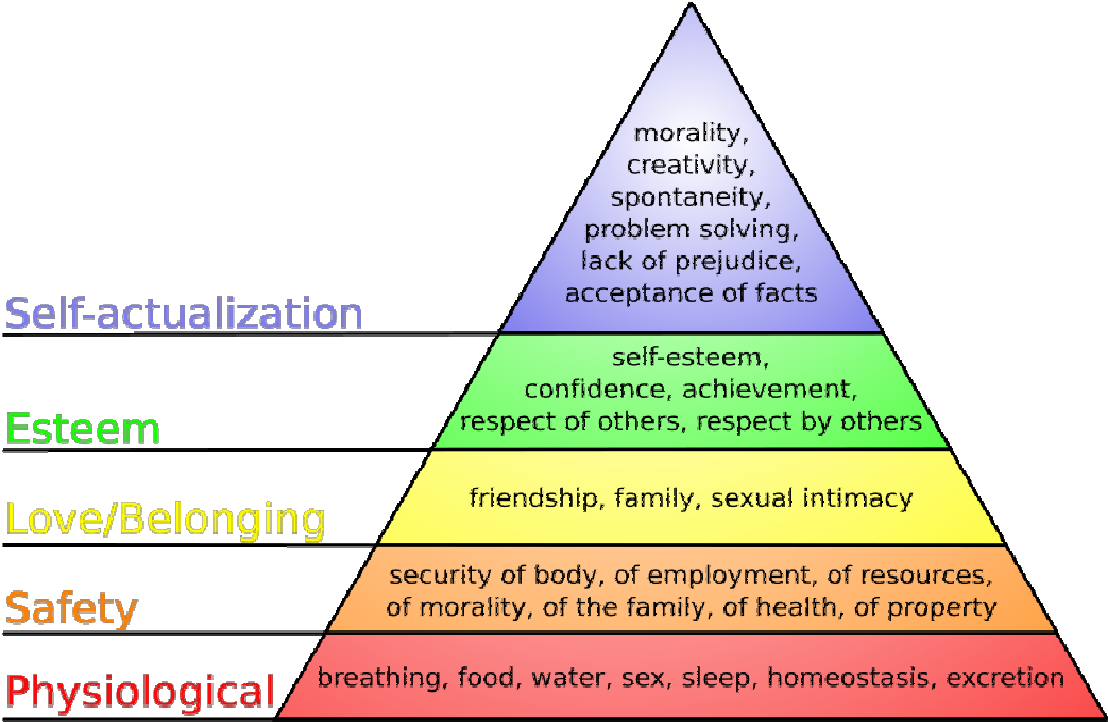 morality,
creativity,
spontaneity,
problem solving,
lack of prejudice,
acceptance of facts
Self-actualization
self-esteem,
confidence, achievement,
respect of others, respect by others
Esteem
friendship, family, sexual intimacy
Love/Belonging
security of body, of employment, of resources,
of morality, of the family, of health, of property
Safety
breathing, food, water, sex, sleep, homeostasis, excretion
Physiological